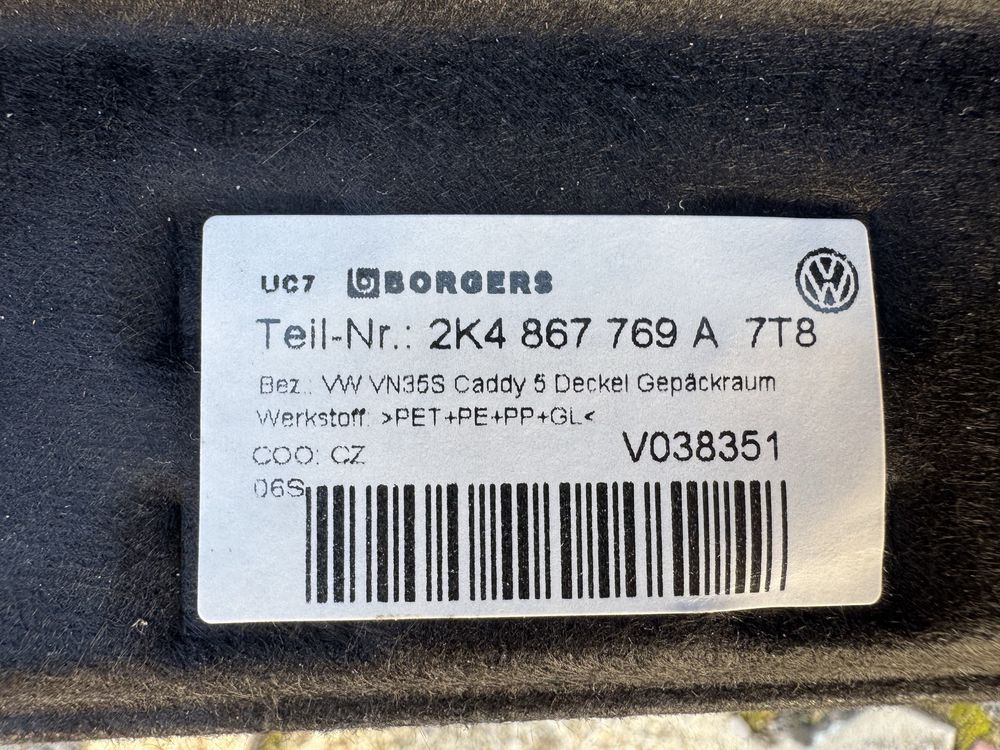 UC7 BORGERS
Teil-Nr.: 2K4 867 769 A 7T8
Bez.: VW VN35S Caddy 5 Deckel Gepäckraum
Werkstoff: >PET+PE+PP+GL<
COO: CZ V038351
06S